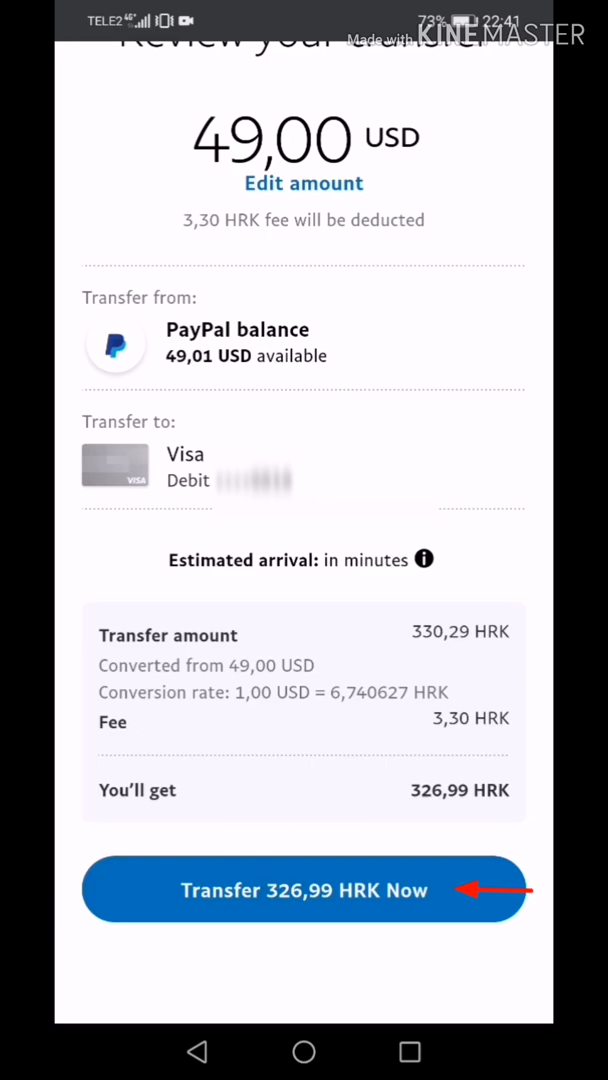 TELE2 4G 73% 22:41
Made with KINEMASTER
Review your transfer
49,00 USD
Edit amount
3,30 HRK fee will be deducted
Transfer from:
PayPal balance
49,01 USD available
Transfer to:
VISA
Visa
Debit
Estimated arrival: in minutes
Transfer amount 330,29 HRK
Converted from 49,00 USD
Conversion rate: 1,00 USD = 6,740627 HRK
Fee 3,30 HRK
You'll get 326,99 HRK
Transfer 326,99 HRK Now